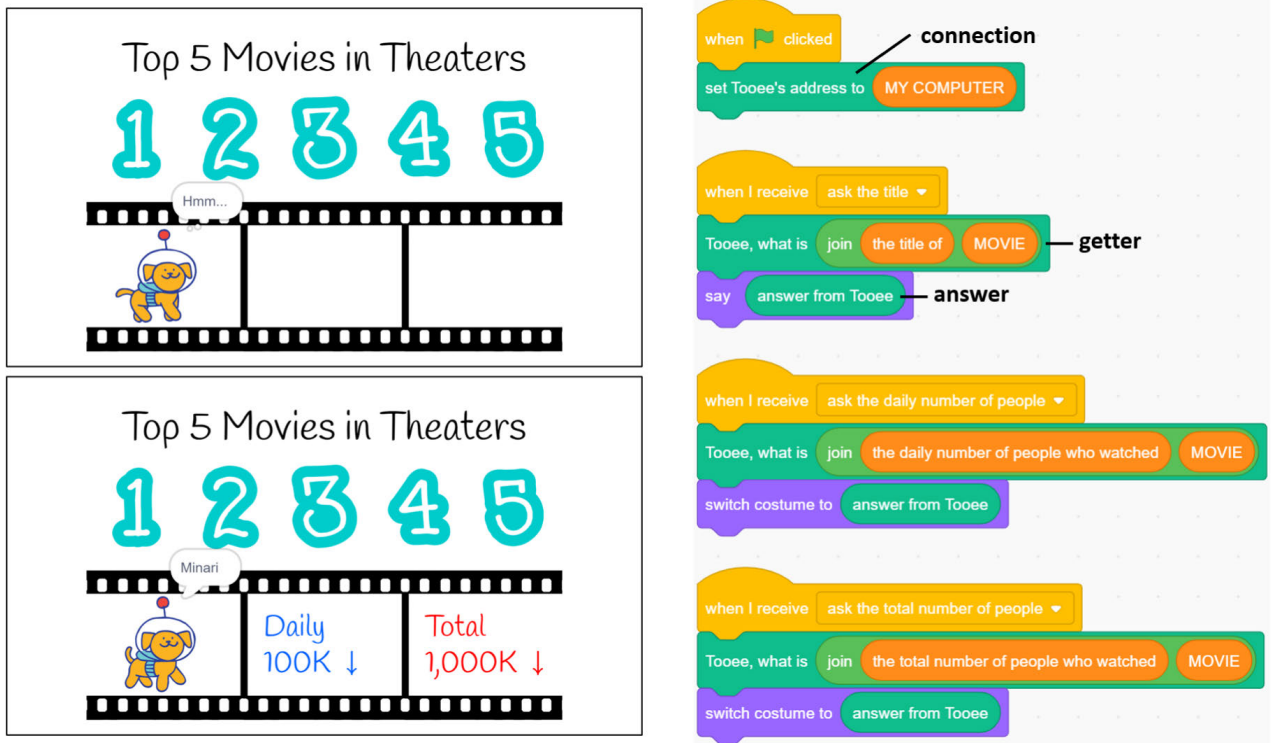 Top 5 Movies in Theaters
1 2 3 4 5
Hmm...
Top 5 Movies in Theaters
1 2 3 4 5
Minari
Daily
100K ↓
Total
1,000K ↓
when clicked
connection
set Tooee's address to MY COMPUTER
when I receive ask the title
Tooee, what is join the title of MOVIE
getter
say answer from Tooee
answer
when I receive ask the daily number of people
Tooee, what is join the daily number of people who watched MOVIE
switch costume to answer from Tooee
when I receive ask the total number of people
Tooee, what is join the total number of people who watched MOVIE
switch costume to answer from Tooee